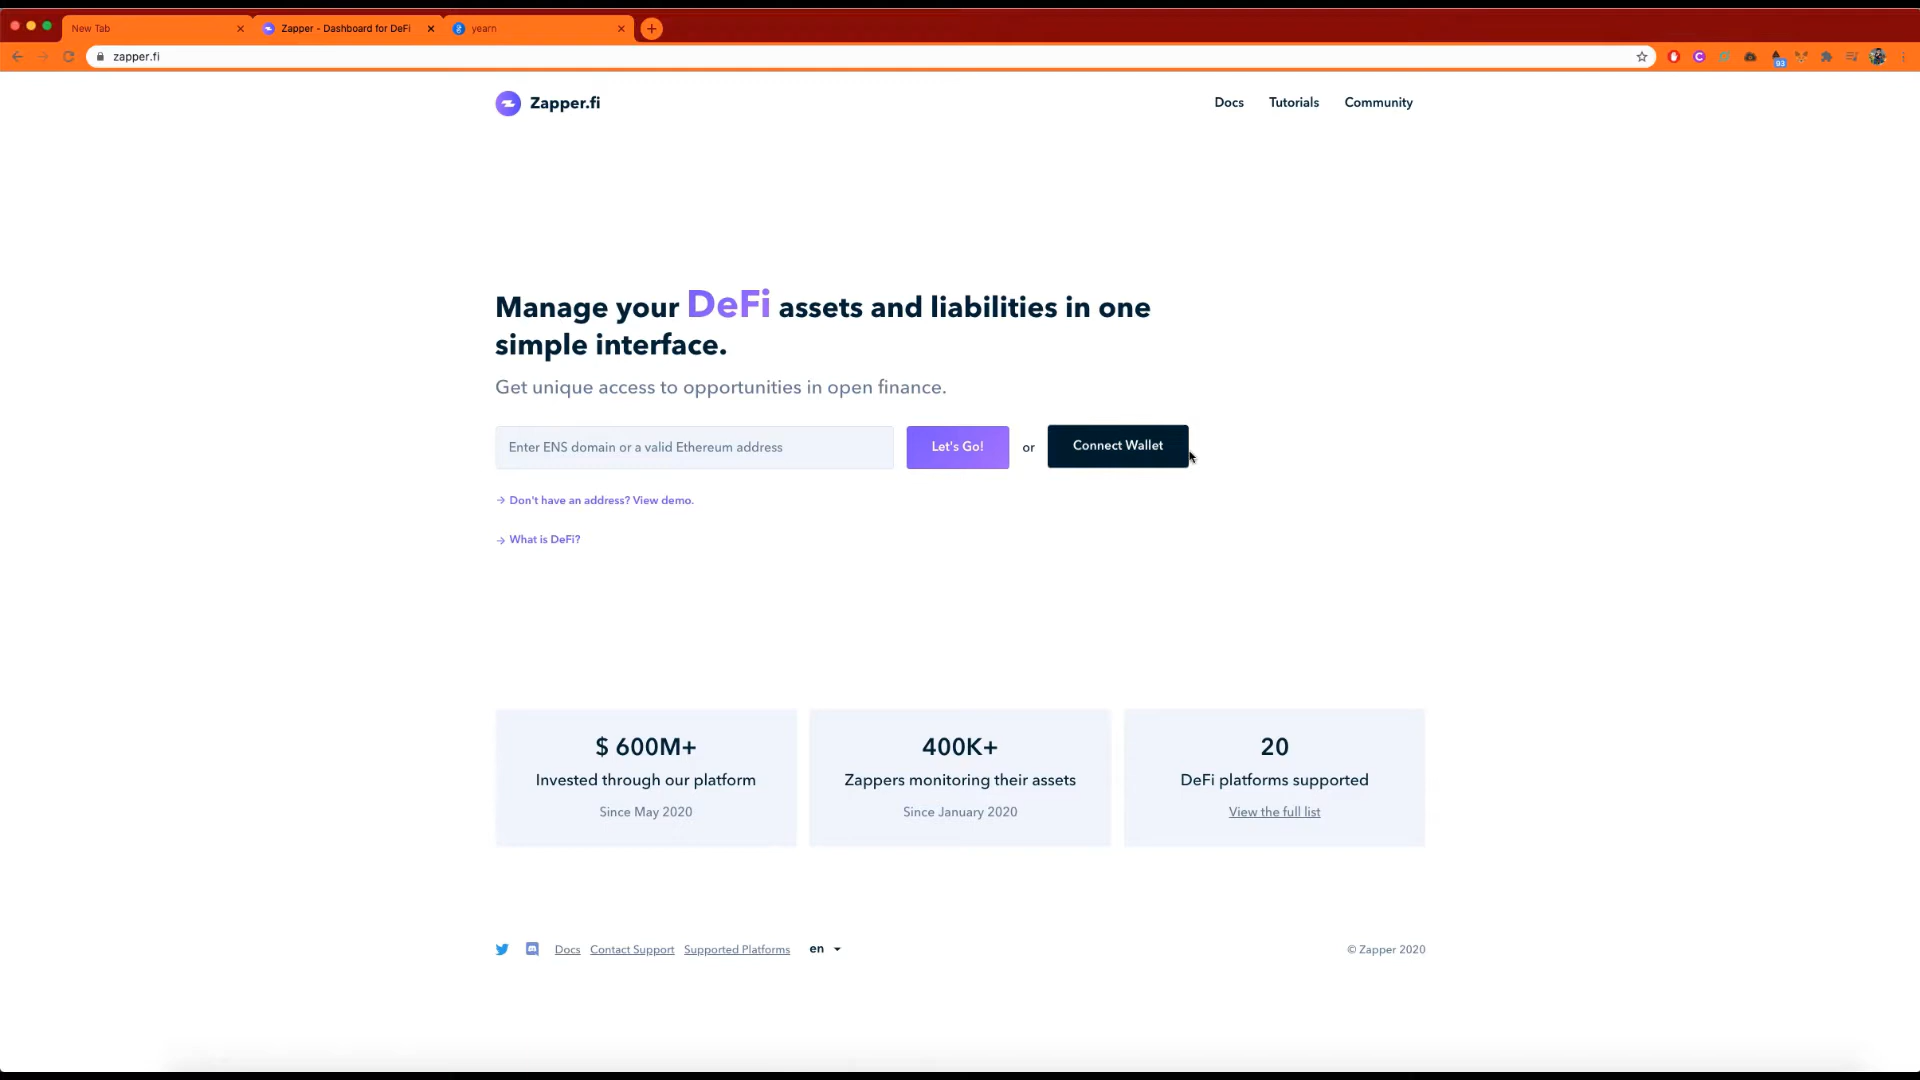 New Tab
Zapper - Dashboard for DeFi
yearn
zapper.fi
93
Zapper.fi
Docs Tutorials Community
Manage your DeFi assets and liabilities in one
simple interface.
Get unique access to opportunities in open finance.
Enter ENS domain or a valid Ethereum address
Let's Go!
or
Connect Wallet
→ Don't have an address? View demo.
→ What is DeFi?
$ 600M+
Invested through our platform
Since May 2020
400K+
Zappers monitoring their assets
Since January 2020
20
DeFi platforms supported
View the full list
Docs Contact Support Supported Platforms en
© Zapper 2020